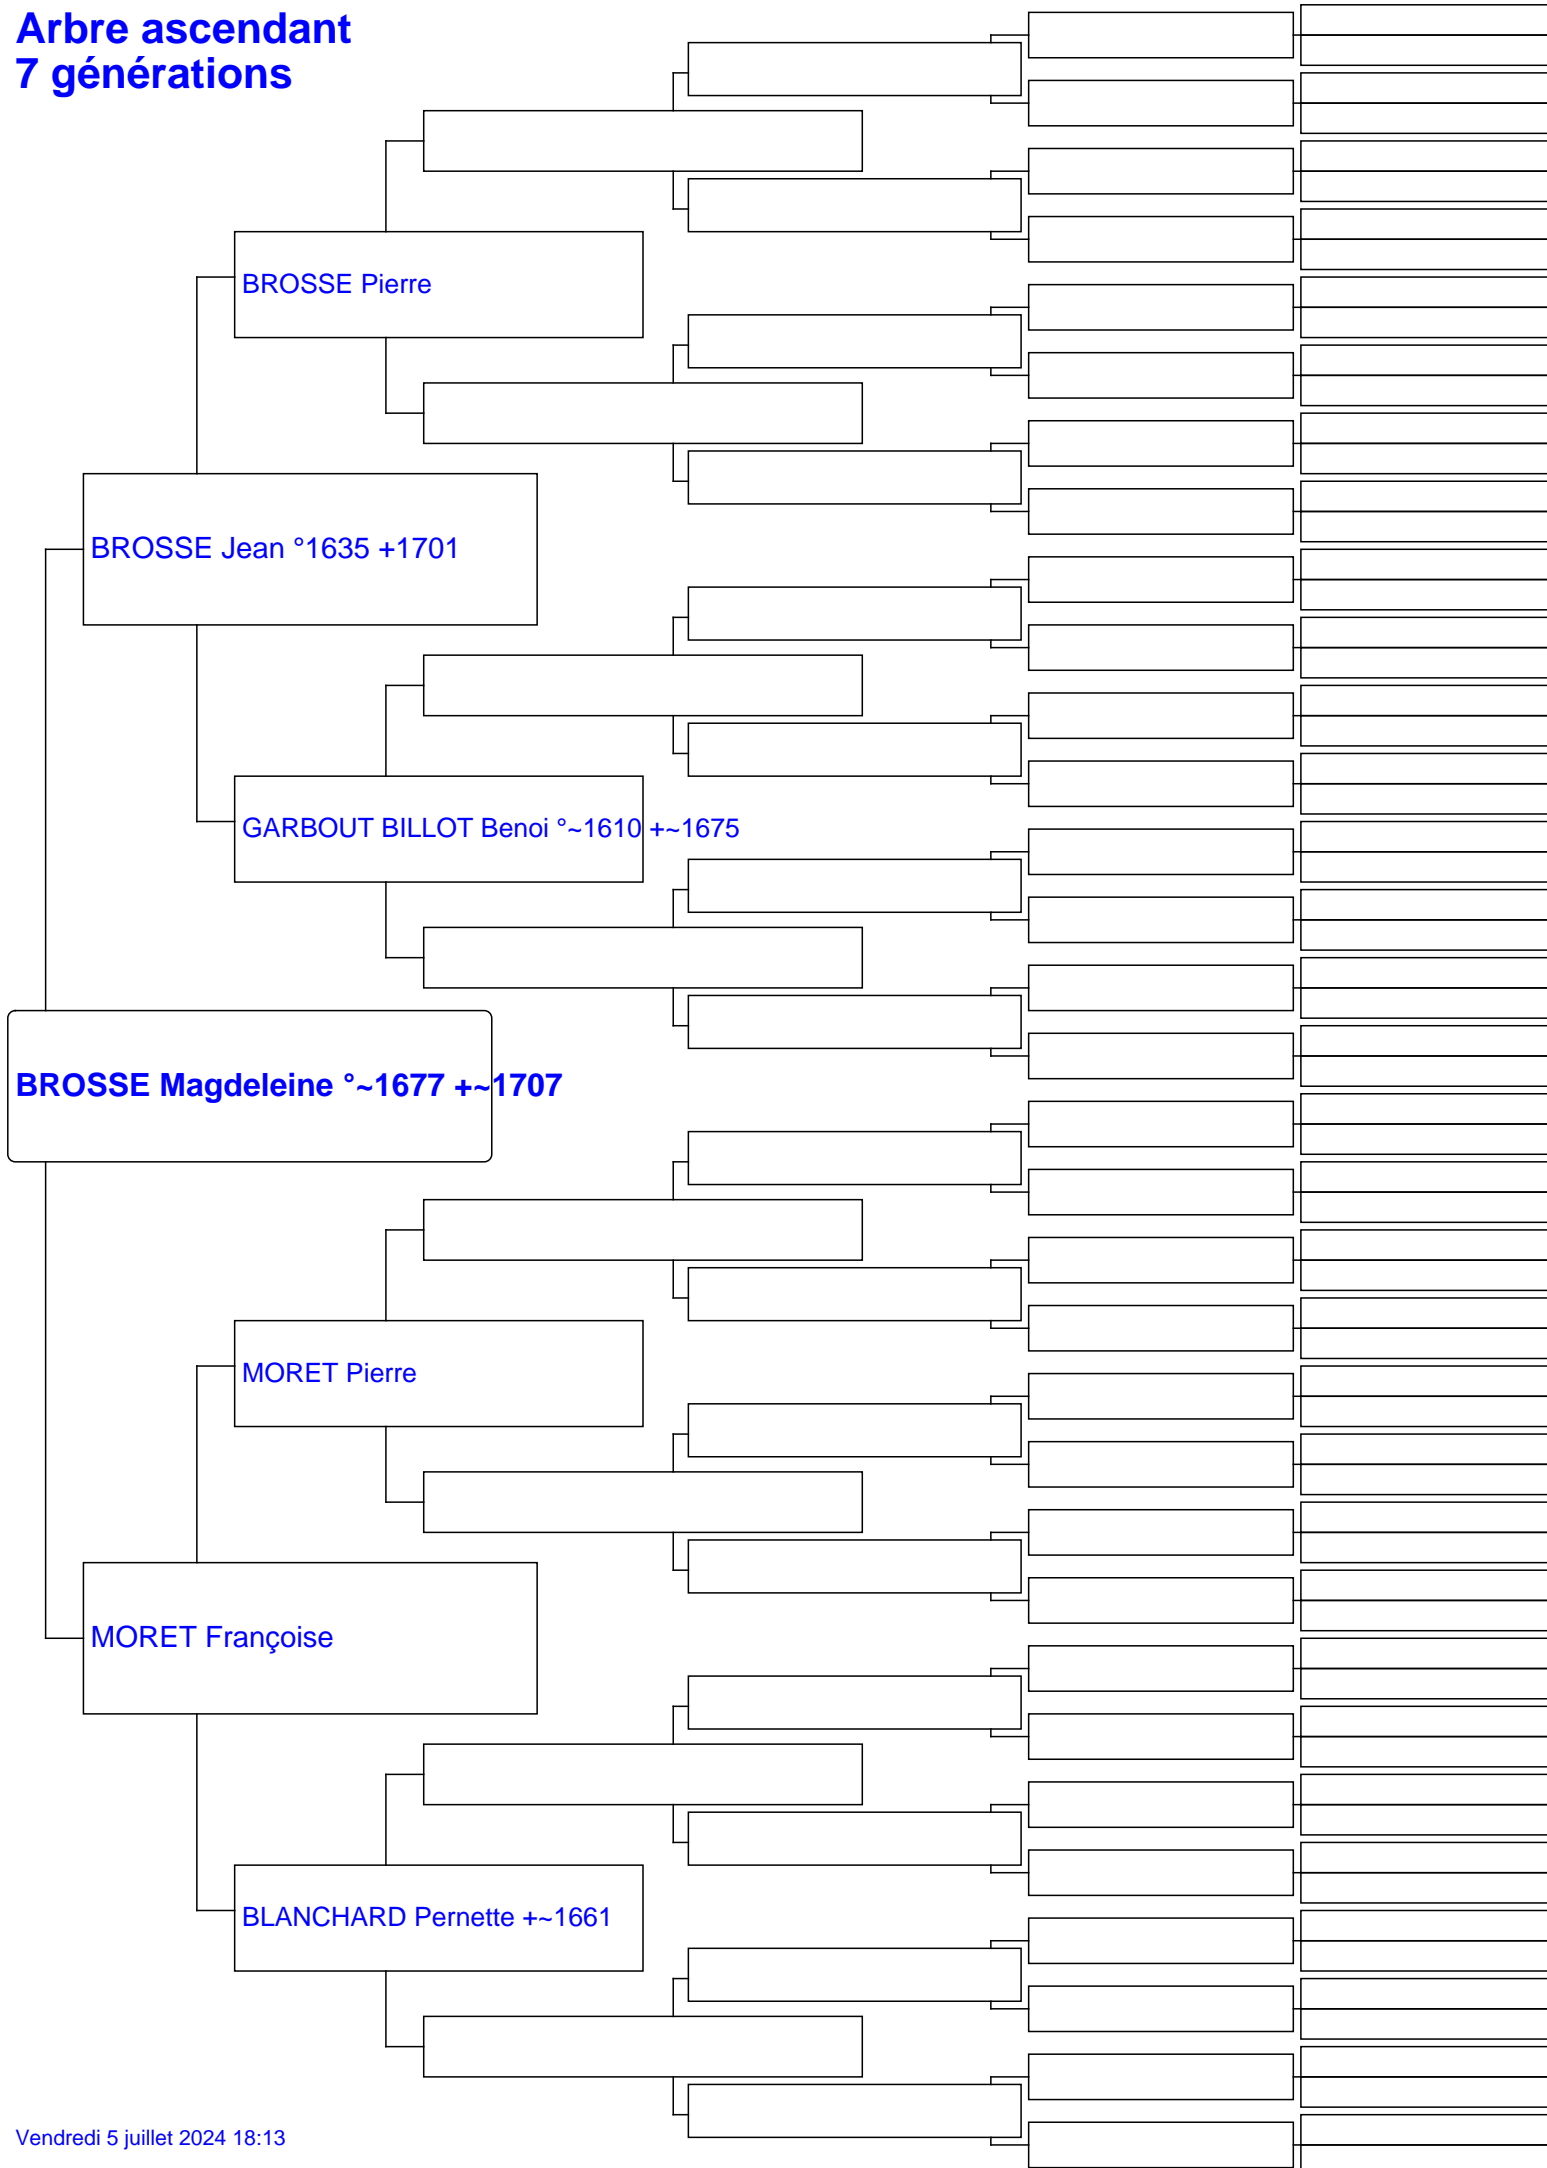 Arbre ascendant
7 générations
BROSSE Pierre
BROSSE Jean °1635 +1701
GARBOUT BILLOT Benoi °~1610 +~1675
BROSSE Magdeleine °~1677 +~1707
MORET Pierre
MORET Françoise
BLANCHARD Pernette +~1661
Vendredi 5 juillet 2024 18:13